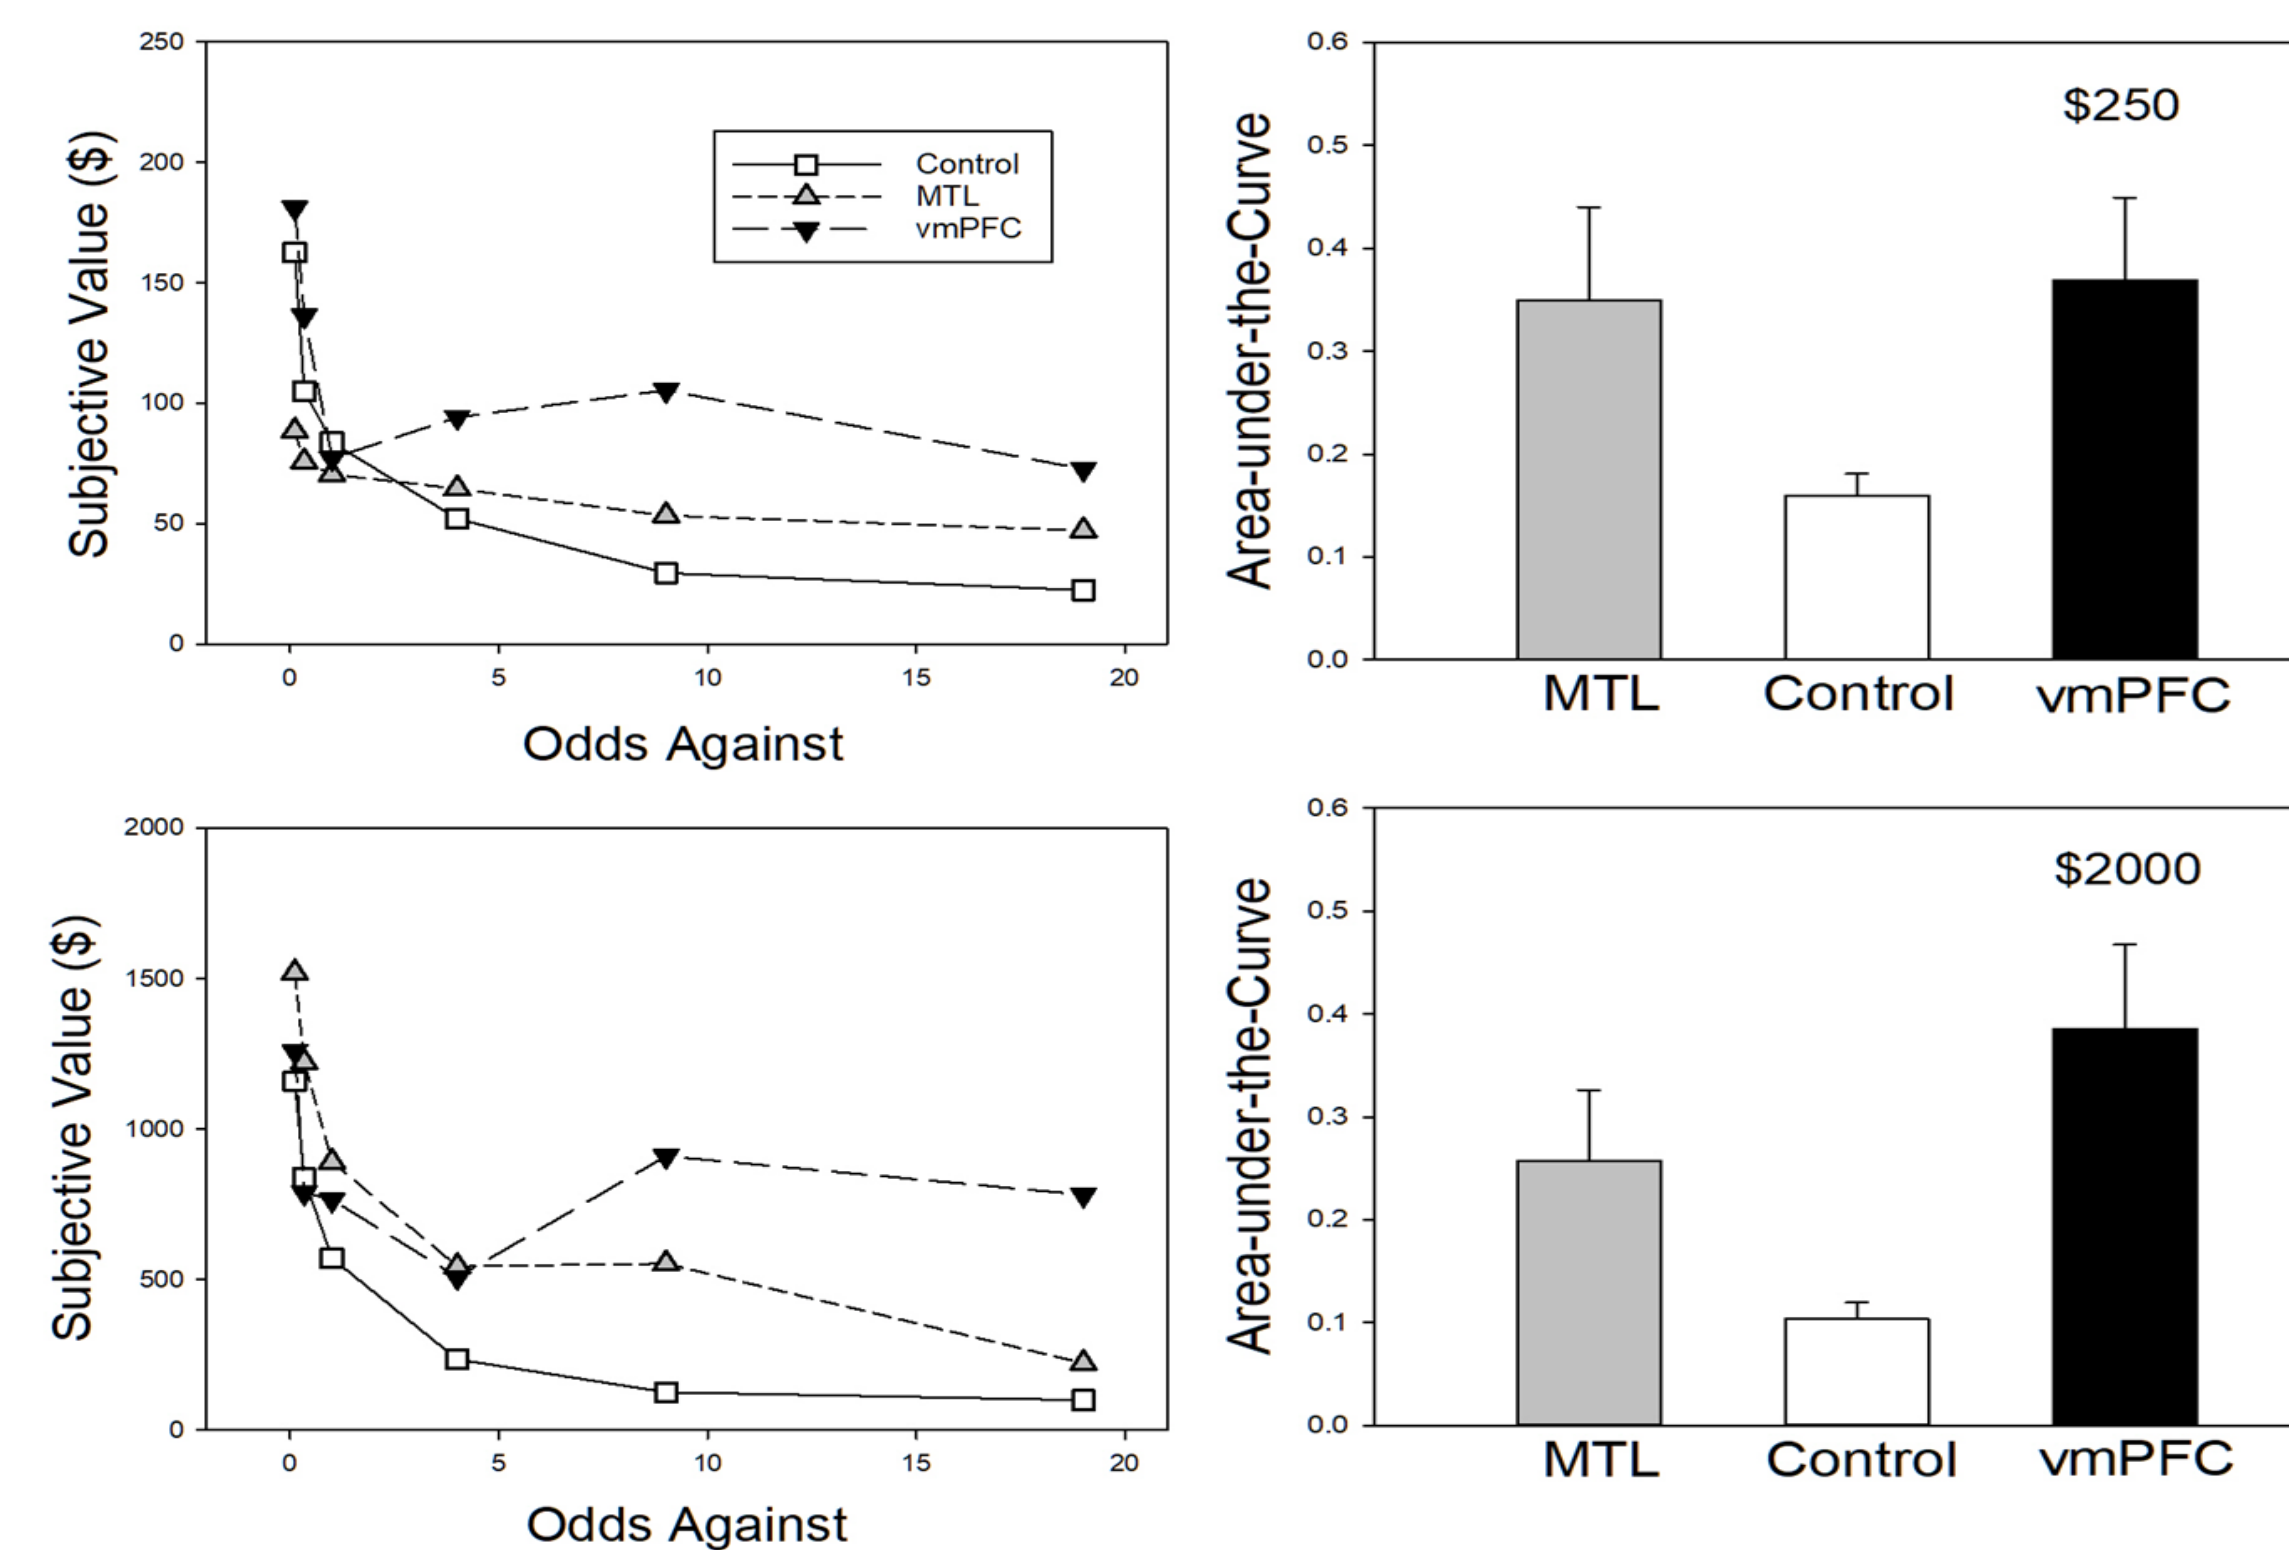 Subjective Value ($)
250
200
150
100
50
0
Control
MTL
vmPFC
0 5 10 15 20
Odds Against
Area-under-the-Curve
0.6
0.5
0.4
0.3
0.2
0.1
0.0
$250
MTL Control vmPFC
Subjective Value ($)
2000
1500
1000
500
0
0 5 10 15 20
Odds Against
Area-under-the-Curve
0.6
0.5
0.4
0.3
0.2
0.1
0.0
$2000
MTL Control vmPFC